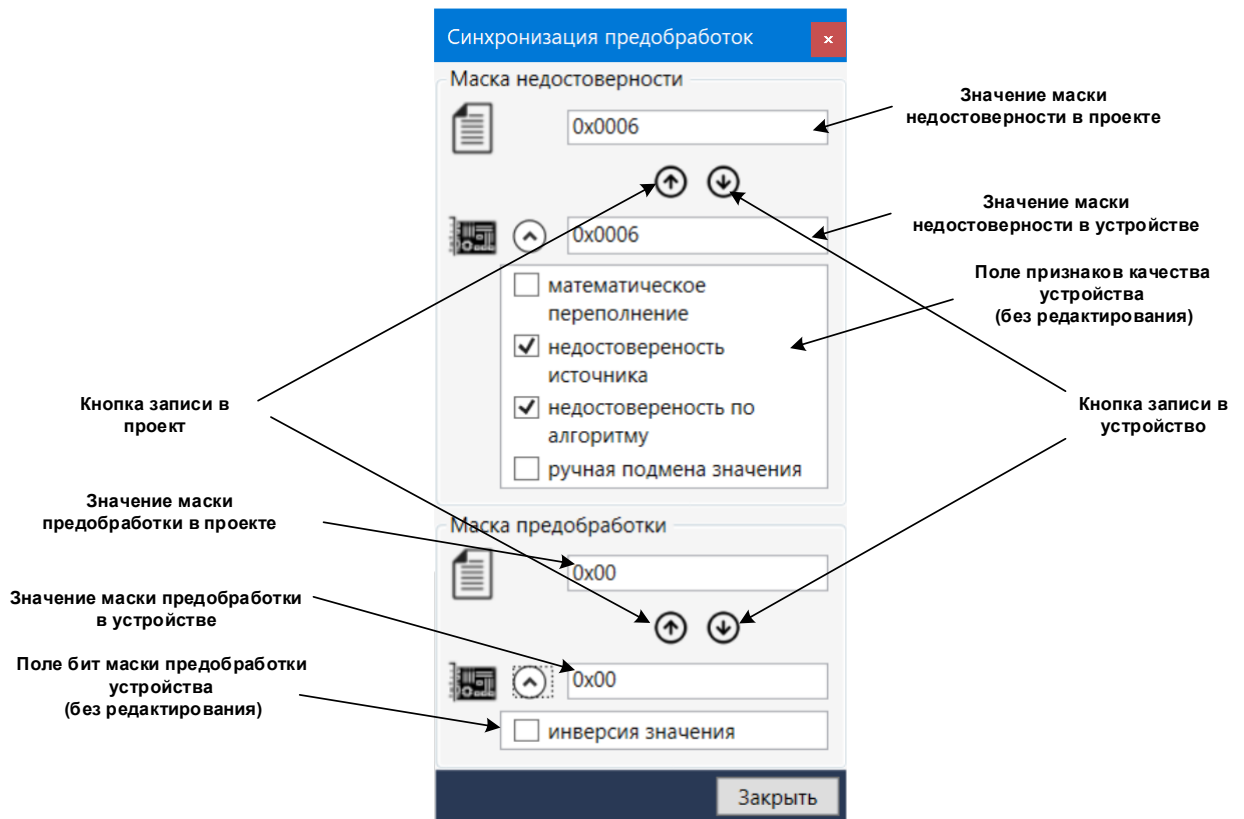 Синхронизация предобработок
x
Маска недостоверности
0x0006
Значение маски
недостоверности в проекте
0x0006
Значение маски
недостоверности в устройстве
математическое
переполнение
недостовереность
источника
недостовереность по
алгоритму
ручная подмена значения
Поле признаков качества
устройства
(без редактирования)
Кнопка записи в
проект
Кнопка записи в
устройство
Значение маски
предобработки в проекте
Маска предобработки
0x00
Значение маски предобработки
в устройстве
0x00
Поле бит маски предобработки
устройства
(без редактирования)
инверсия значения
Закрыть